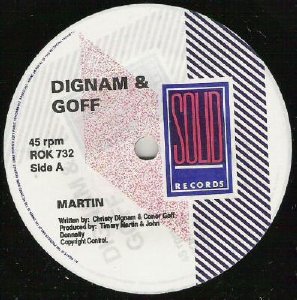 DIGNAM &
GOFF
SOLID
RECORDS
45 rpm
ROK 732
Side A
MARTIN
Written by: Christy Dignam & Conor Goff.
Produced by: Timmy Martin & John
Donnelly
Copyright Control.